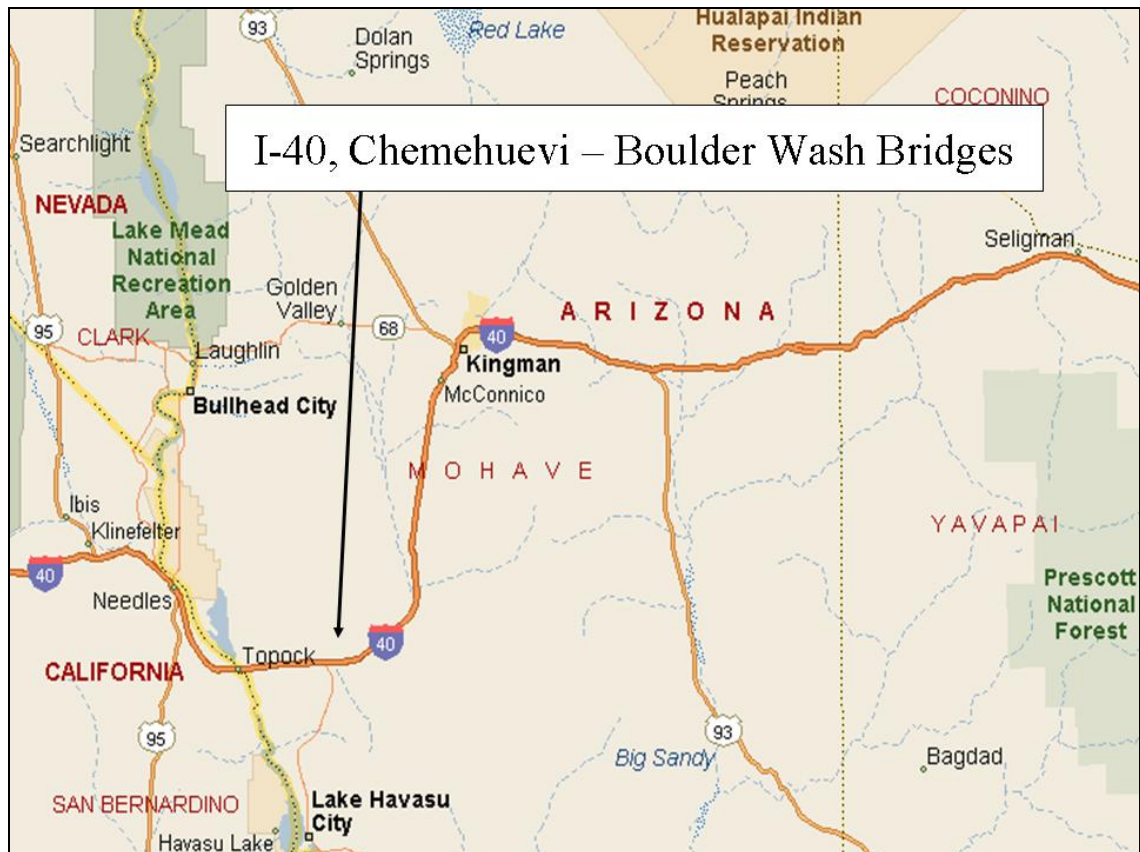 93
Dolan
Springs
Red Lake
Hualapai Indian
Reservation
Peach
Springs
COCONINO
I-40, Chemehuevi – Boulder Wash Bridges
Searchlight
NEVADA
Lake Mead
National
Recreation
Area
Seligman
Golden
Valley
ARIZONA
95
CLARK
68
40
Laughlin
Kingman
McConnico
Bullhead City
MOHAVE
Ibis
Klinefelter
YAVAPAI
40
Needles
Prescott
National
Forest
40
Topock
CALIFORNIA
95
93
Big Sandy
Bagdad
SAN BERNARDINO
Lake Havasu
City
Havasu Lake